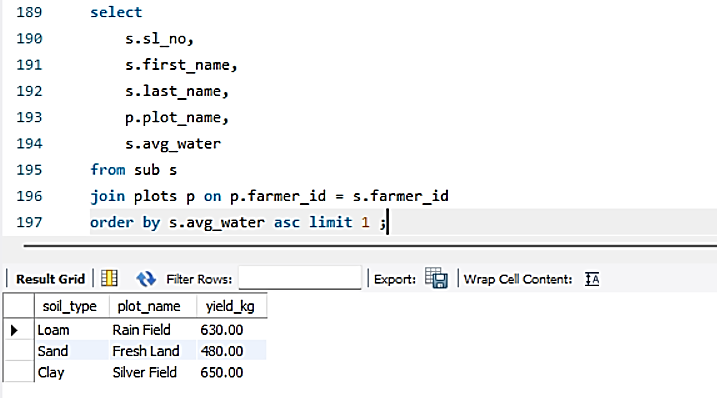 189 select
190 s.sl_no,
191 s.first_name,
192 s.last_name,
193 p.plot_name,
194 s.avg_water
195 from sub s
196 join plots p on p.farmer_id = s.farmer_id
197 order by s.avg_water asc limit 1 ;
Result Grid Filter Rows: Export: Wrap Cell Content: IA
soil_type plot_name yield_kg
Loam Rain Field 630.00
Sand Fresh Land 480.00
Clay Silver Field 650.00